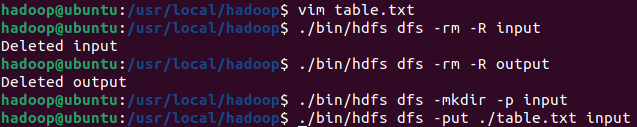 hadoop@ubuntu:/usr/local/hadoop$ vim table.txt
hadoop@ubuntu:/usr/local/hadoop$ ./bin/hdfs dfs -rm -R input
Deleted input
hadoop@ubuntu:/usr/local/hadoop$ ./bin/hdfs dfs -rm -R output
Deleted output
hadoop@ubuntu:/usr/local/hadoop$ ./bin/hdfs dfs -mkdir -p input
hadoop@ubuntu:/usr/local/hadoop$ ./bin/hdfs dfs -put ./table.txt input